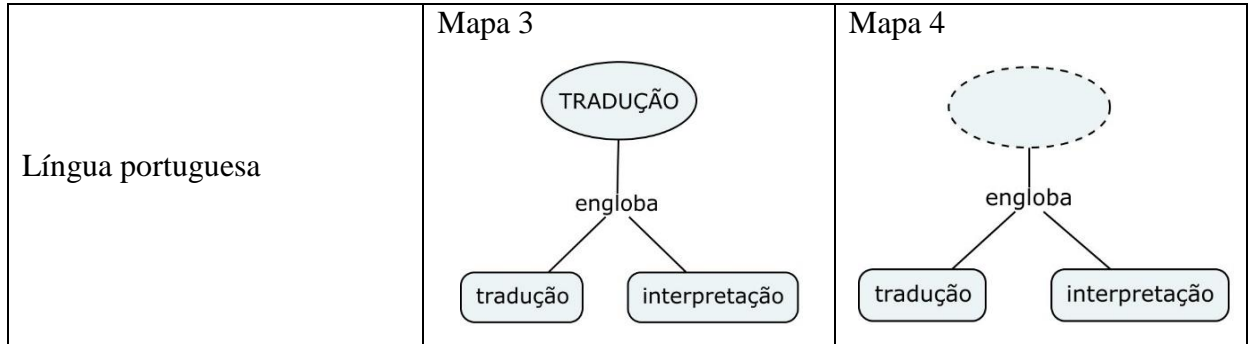 Língua portuguesa
Mapa 3
TRADUÇÃO
engloba
tradução
interpretação
Mapa 4
engloba
tradução
interpretação